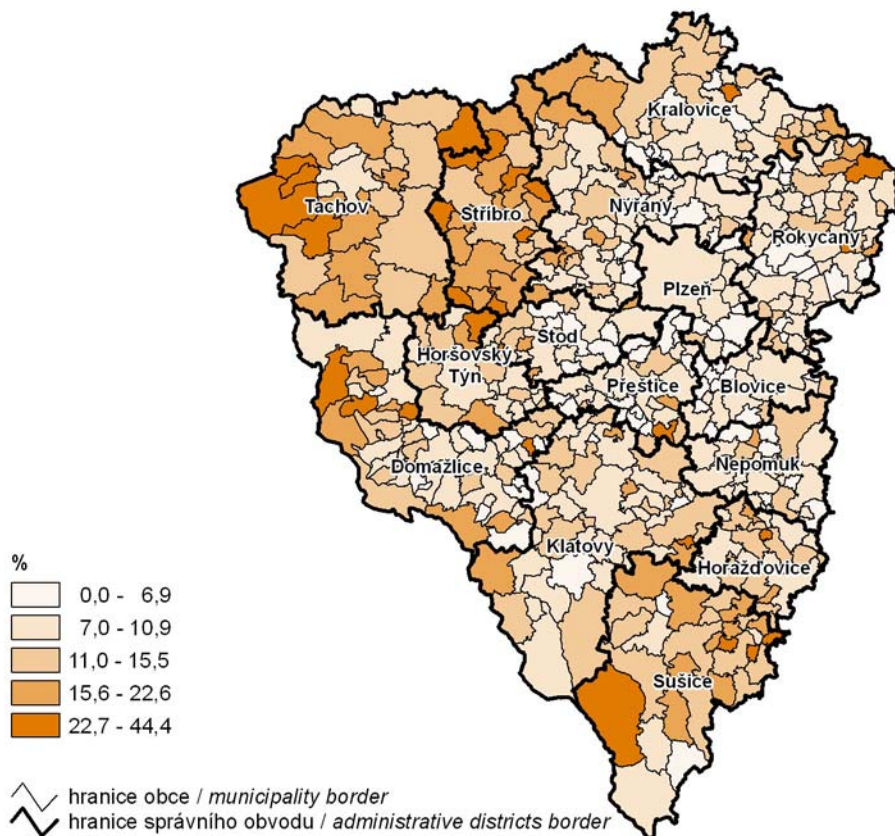 Kralovice
Tachov
Stříbro
Nýřany
Rokycany
Plzeň
Stod
Horšovský
Týn
Přeštice
Blovice
Domažlice
Nepomuk
Klatovy
Horažďovice
Sušice
%
0,0 - 6,9
7,0 - 10,9
11,0 - 15,5
15,6 - 22,6
22,7 - 44,4
hranice obce / municipality border
hranice správního obvodu / administrative districts border